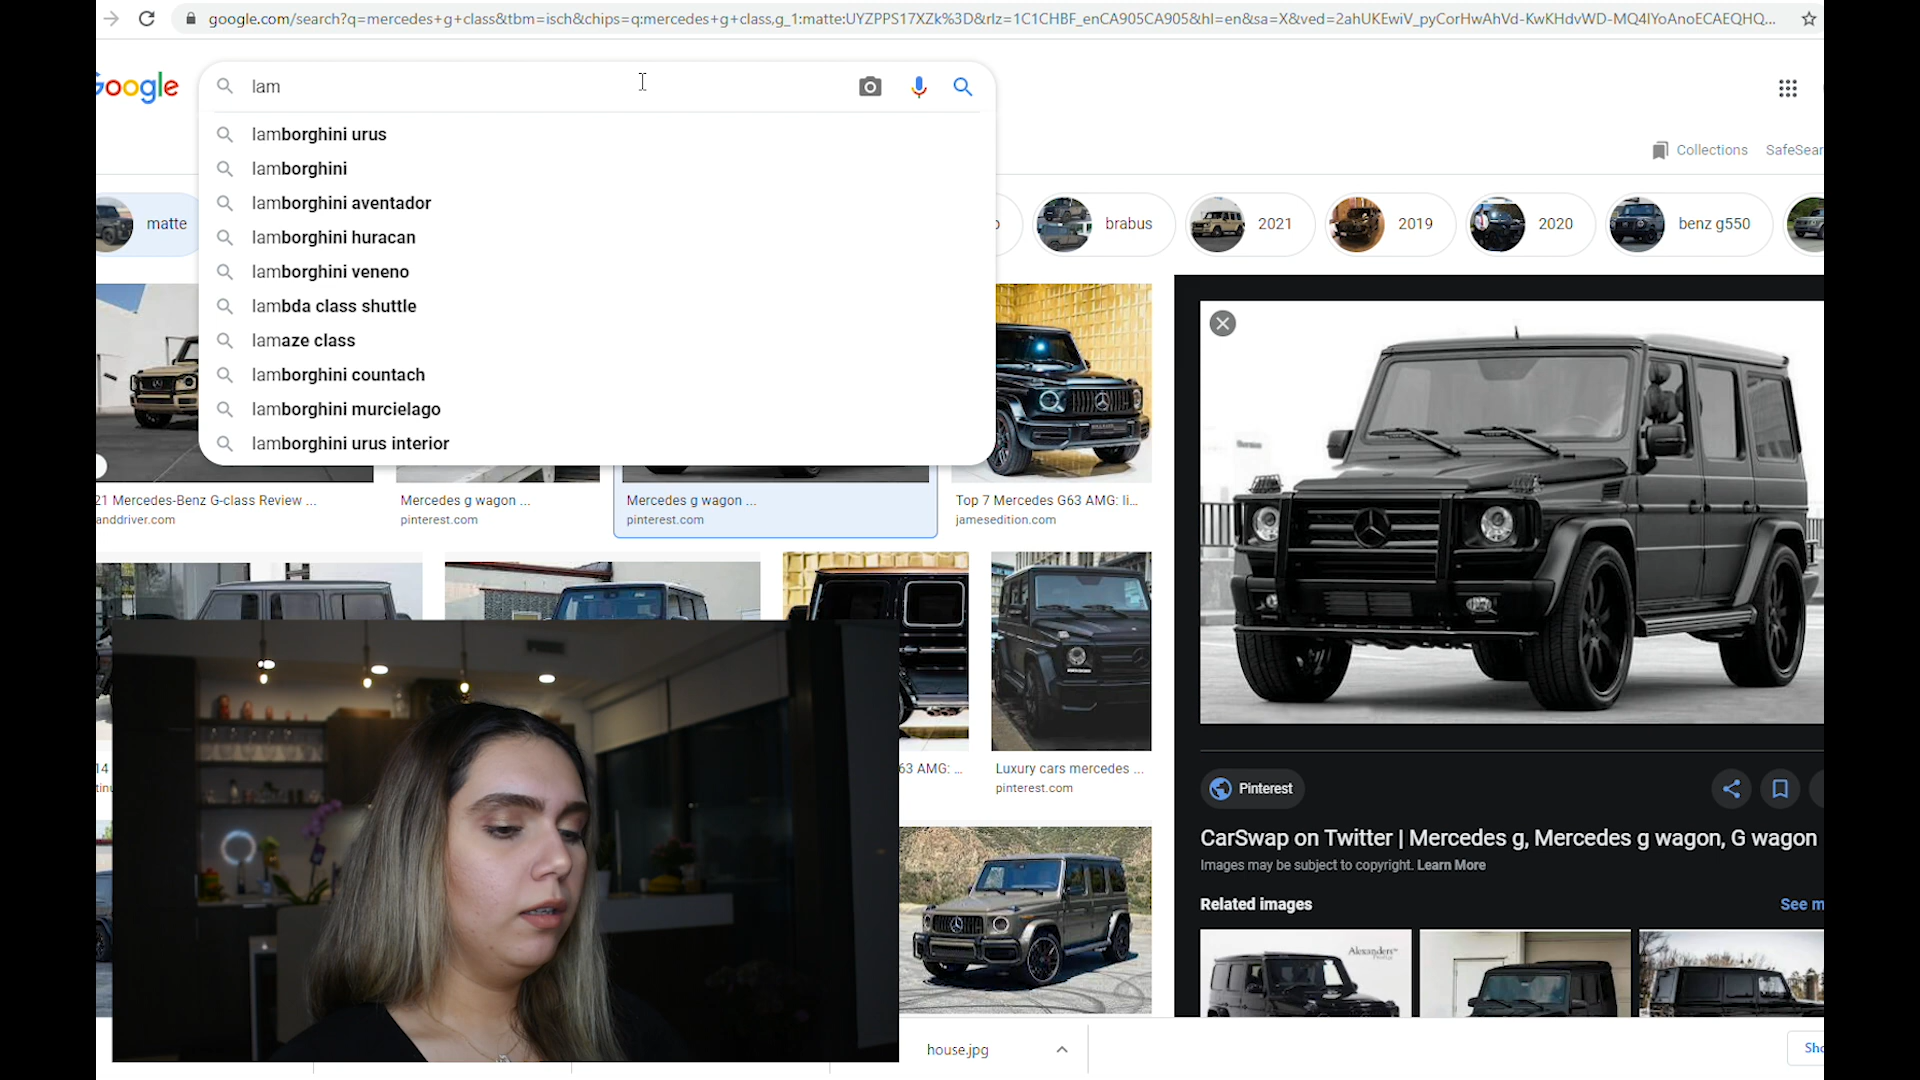 google.com/search?q=mercedes+g+class&tbm=isch&chips=q:mercedes+g+class,g_1:matte:UYZPPS17XZk%3D&rlz=1C1CHBF_enCA905CA905&hl=en&sa=X&ved=2ahUKEwiV_pyCorHwAhVd-KwKHdvWD-MQ4lYoAnoECAEQHQ...
Google
lam
lamborghini urus
lamborghini
lamborghini aventador
lamborghini huracan
lamborghini veneno
lambda class shuttle
lamaze class
lamborghini countach
lamborghini murcielago
lamborghini urus interior
Collections SafeSear
matte
brabus
2021
2019
2020
benz g550
21 Mercedes-Benz G-class Review ...
anddriver.com
Mercedes g wagon ...
pinterest.com
Mercedes g wagon ...
pinterest.com
Top 7 Mercedes G63 AMG: li...
jamesedition.com
14
63 AMG: ...
Luxury cars mercedes ...
pinterest.com
Pinterest
CarSwap on Twitter | Mercedes g, Mercedes g wagon, G wagon
Images may be subject to copyright. Learn More
Related images
See m
Alexanders
house.jpg
Sho